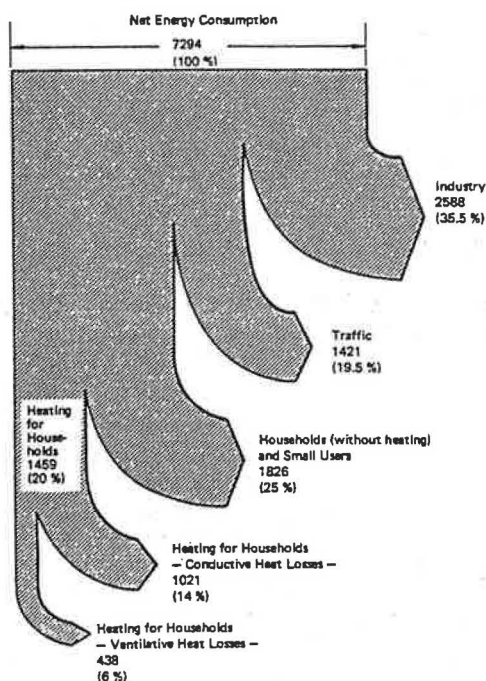 Net Energy Consumption
7294
(100 %)
Industry
2588
(35.5 %)
Traffic
1421
(19.5 %)
Heating
for
House-
holds
1459
(20 %)
Households (without heating)
and Small Users
1826
(25 %)
Heating for Households
— Conductive Heat Losses —
1021
(14 %)
Heating for Households
— Ventilative Heat Losses —
438
(6 %)